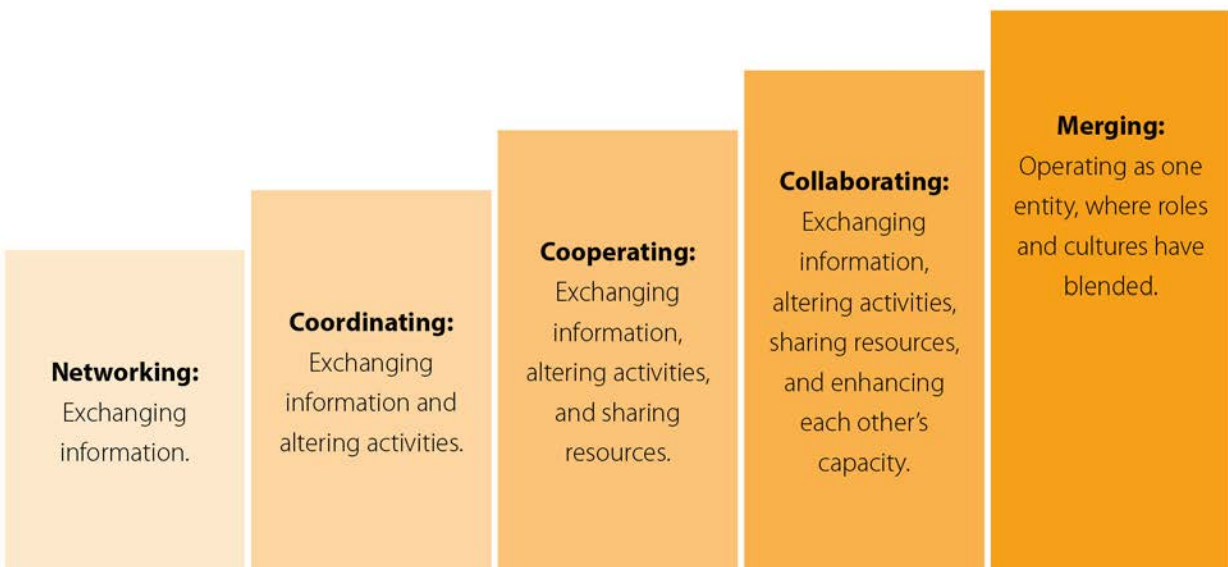 Networking:
Exchanging
information.
Coordinating:
Exchanging
information and
altering activities.
Cooperating:
Exchanging
information,
altering activities,
and sharing
resources.
Collaborating:
Exchanging
information,
altering activities,
sharing resources,
and enhancing
each other’s
capacity.
Merging:
Operating as one
entity, where roles
and cultures have
blended.